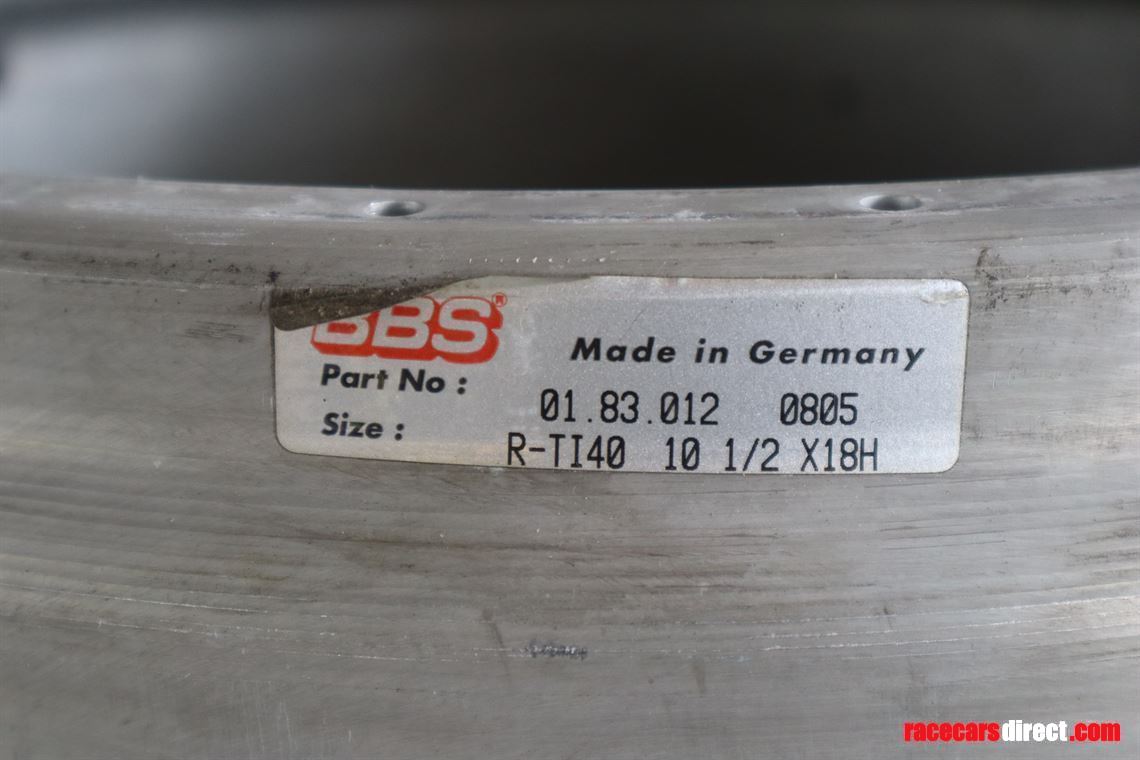 BBS®
Made in Germany
Part No : 01.83.012 0805
Size : R-TI40 10 1/2 X18H
racecarsdirect.com